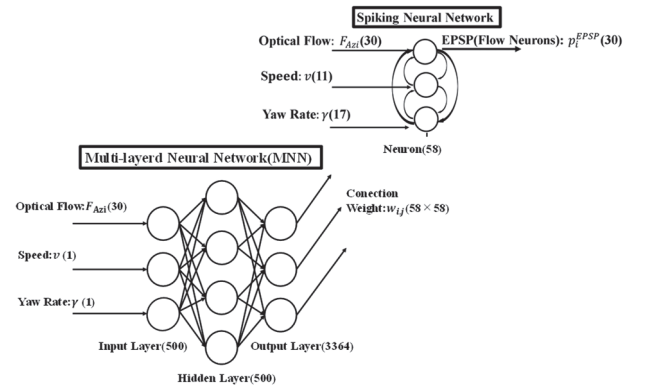 Spiking Neural Network
Optical Flow: F_Azi(30)
EPSP(Flow Neurons): p_i^EPSP(30)
Speed: v(11)
Yaw Rate: γ(17)
Neuron(58)
Multi-layerd Neural Network(MNN)
Optical Flow:F_Azi(30)
Conection
Weight:w_i,j(58×58)
Speed:v (1)
Yaw Rate:γ (1)
Input Layer(500)
Output Layer(3364)
Hidden Layer(500)